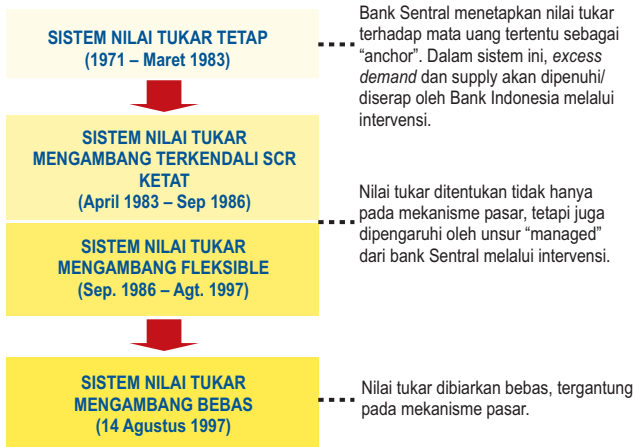 SISTEM NILAI TUKAR TETAP
(1971 – Maret 1983)
Bank Sentral menetapkan nilai tukar
terhadap mata uang tertentu sebagai
“anchor”. Dalam sistem ini, excess
demand dan supply akan dipenuhi/
diserap oleh Bank Indonesia melalui
intervensi.
SISTEM NILAI TUKAR
MENGAMBANG TERKENDALI SCR
KETAT
(April 1983 – Sep 1986)
SISTEM NILAI TUKAR
MENGAMBANG FLEKSIBLE
(Sep. 1986 – Agt. 1997)
Nilai tukar ditentukan tidak hanya
pada mekanisme pasar, tetapi juga
dipengaruhi oleh unsur “managed”
dari bank Sentral melalui intervensi.
SISTEM NILAI TUKAR
MENGAMBANG BEBAS
(14 Agustus 1997)
Nilai tukar dibiarkan bebas, tergantung
pada mekanisme pasar.